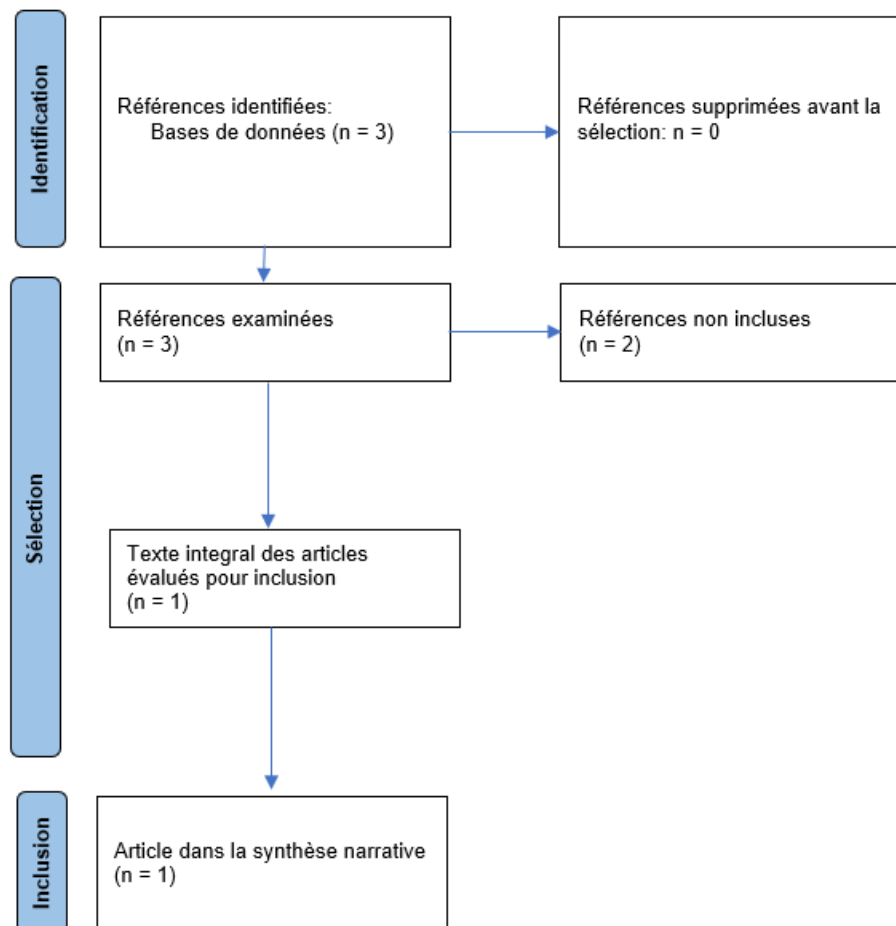 Identification
Références identifiées:
Bases de données (n = 3)
Références supprimées avant la
sélection: n = 0
Sélection
Références examinées
(n = 3)
Références non incluses
(n = 2)
Texte integral des articles
évalués pour inclusion
(n = 1)
Inclusion
Article dans la synthèse narrative
(n = 1)